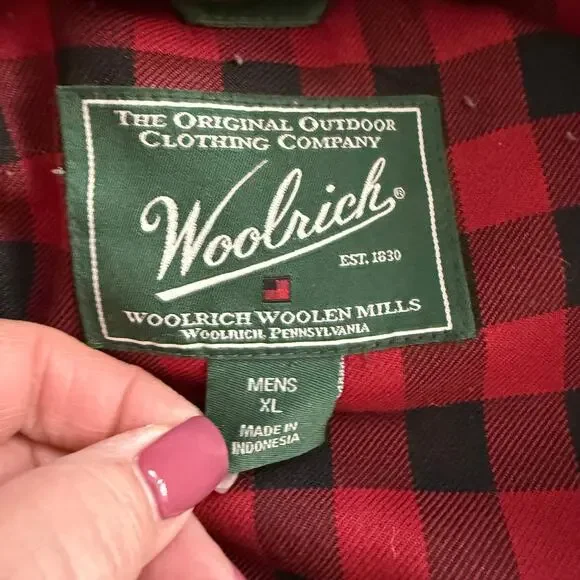 THE ORIGINAL OUTDOOR
CLOTHING COMPANY
Woolrich®
EST. 1830
WOOLRICH WOOLEN MILLS
WOOLRICH, PENNSYLVANIA
MENS
XL
MADE IN
INDONESIA